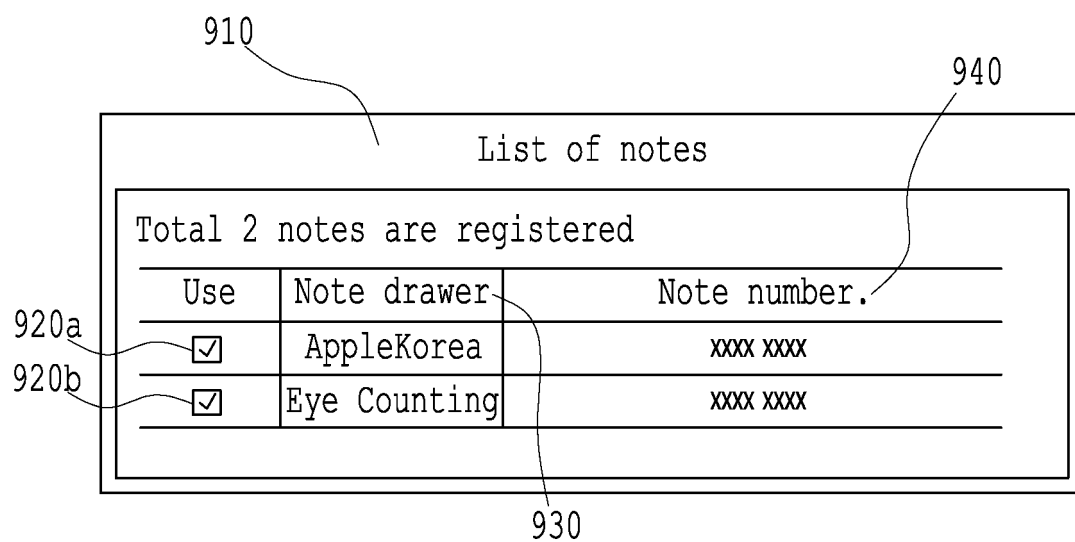 910
940
List of notes
Total 2 notes are registered
Use Note drawer Note number.
920a AppleKorea XXXX XXXX
920b Eye Counting XXXX XXXX
930